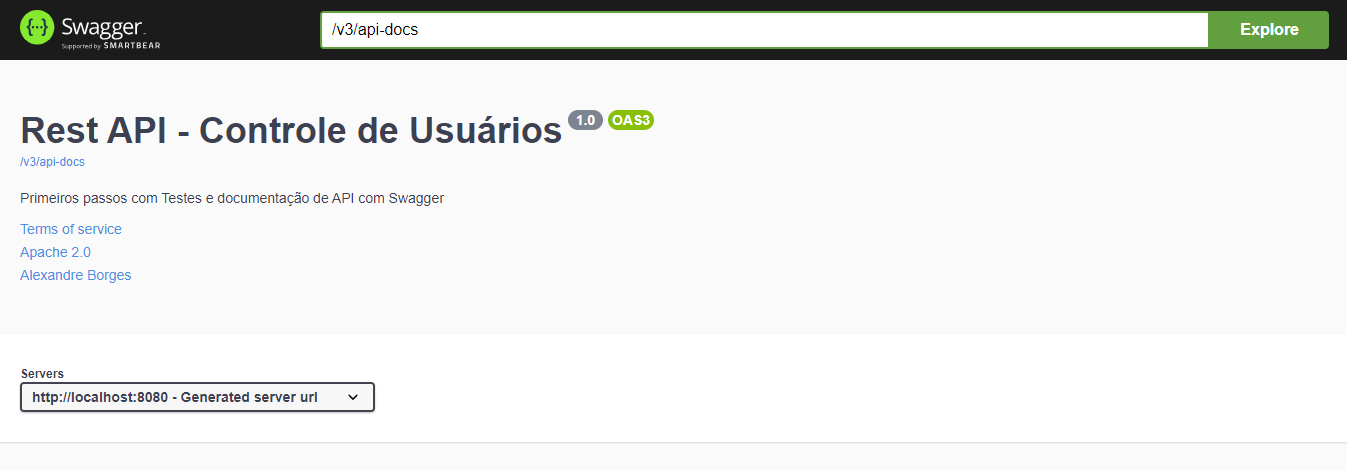 Swagger
Supported by SMARTBEAR
/v3/api-docs
Explore
Rest API - Controle de Usuários 1.0 OAS3
/v3/api-docs
Primeiros passos com Testes e documentação de API com Swagger
Terms of service
Apache 2.0
Alexandre Borges
Servers
http://localhost:8080 - Generated server url